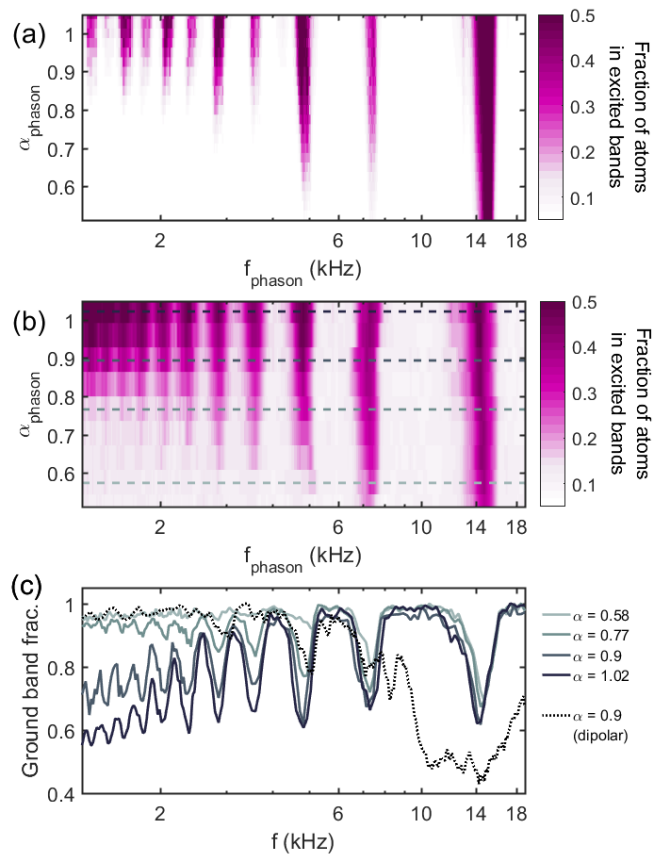 (a)
1
0.9
0.8
0.7
0.6
α phason
2
6
10
14
18
f phason (kHz)
0.5
0.4
0.3
0.2
0.1
Fraction of atoms
in excited bands
(b)
1
0.9
0.8
0.7
0.6
α phason
2
6
10
14
18
f phason (kHz)
0.5
0.4
0.3
0.2
0.1
Fraction of atoms
in excited bands
(c)
1
0.8
0.6
0.4
Ground band frac.
2
6
10
14
18
f (kHz)
α = 0.58
α = 0.77
α = 0.9
α = 1.02
α = 0.9
(dipolar)